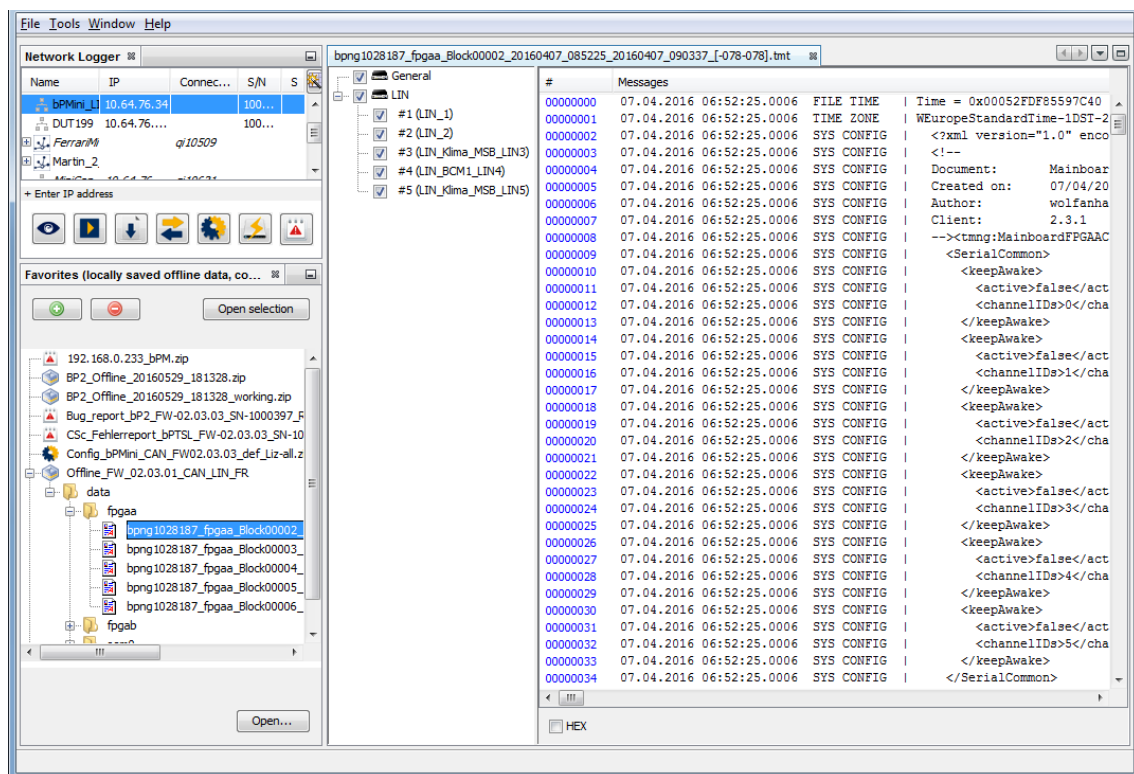 File Tools Window Help
Network Logger
Name IP Connec... S/N S
bPMini_LI 10.64.76.34 100...
DUT199 10.64.76.... 100...
FerrariMi qi10509
Martin_2
+ Enter IP address
Favorites (locally saved offline data, co...
Open selection
192.168.0.233_bPM.zip
BP2_Offline_20160529_181328.zip
BP2_Offline_20160529_181328_working.zip
Bug_report_bP2_FW-02.03.03_SN-1000397_R
CSc_Fehlerreport_bPTSL_FW-02.03.03_SN-10
Config_bPMini_CAN_FW02.03.03_def_Liz-all.z
Offline_FW_02.03.01_CAN_LIN_FR
data
fpgaa
bpng1028187_fpgaa_Block00002_
bpng1028187_fpgaa_Block00003_
bpng1028187_fpgaa_Block00004_
bpng1028187_fpgaa_Block00005_
bpng1028187_fpgaa_Block00006_
fpgab
Open...
bpng1028187_fpgaa_Block00002_20160407_085225_20160407_090337_[-078-078].tmt
General
LIN
#1 (LIN_1)
#2 (LIN_2)
#3 (LIN_Klima_MSB_LIN3)
#4 (LIN_BCM1_LIN4)
#5 (LIN_Klima_MSB_LIN5)
# Messages
00000000 07.04.2016 06:52:25.0006 FILE TIME | Time = 0x00052FDF85597C40
00000001 07.04.2016 06:52:25.0006 TIME ZONE | WEuropeStandardTime-1DST-2
00000002 07.04.2016 06:52:25.0006 SYS CONFIG | <?xml version="1.0" enco
00000003 07.04.2016 06:52:25.0006 SYS CONFIG | <!--
00000004 07.04.2016 06:52:25.0006 SYS CONFIG | Document: Mainboar
00000005 07.04.2016 06:52:25.0006 SYS CONFIG | Created on: 07/04/20
00000006 07.04.2016 06:52:25.0006 SYS CONFIG | Author: wolfanha
00000007 07.04.2016 06:52:25.0006 SYS CONFIG | Client: 2.3.1
00000008 07.04.2016 06:52:25.0006 SYS CONFIG | --><tmng:MainboardFPGAAC
00000009 07.04.2016 06:52:25.0006 SYS CONFIG | <SerialCommon>
00000010 07.04.2016 06:52:25.0006 SYS CONFIG | <keepAwake>
00000011 07.04.2016 06:52:25.0006 SYS CONFIG | <active>false</act
00000012 07.04.2016 06:52:25.0006 SYS CONFIG | <channelIDs>0</cha
00000013 07.04.2016 06:52:25.0006 SYS CONFIG | </keepAwake>
00000014 07.04.2016 06:52:25.0006 SYS CONFIG | <keepAwake>
00000015 07.04.2016 06:52:25.0006 SYS CONFIG | <active>false</act
00000016 07.04.2016 06:52:25.0006 SYS CONFIG | <channelIDs>1</cha
00000017 07.04.2016 06:52:25.0006 SYS CONFIG | </keepAwake>
00000018 07.04.2016 06:52:25.0006 SYS CONFIG | <keepAwake>
00000019 07.04.2016 06:52:25.0006 SYS CONFIG | <active>false</act
00000020 07.04.2016 06:52:25.0006 SYS CONFIG | <channelIDs>2</cha
00000021 07.04.2016 06:52:25.0006 SYS CONFIG | </keepAwake>
00000022 07.04.2016 06:52:25.0006 SYS CONFIG | <keepAwake>
00000023 07.04.2016 06:52:25.0006 SYS CONFIG | <active>false</act
00000024 07.04.2016 06:52:25.0006 SYS CONFIG | <channelIDs>3</cha
00000025 07.04.2016 06:52:25.0006 SYS CONFIG | </keepAwake>
00000026 07.04.2016 06:52:25.0006 SYS CONFIG | <keepAwake>
00000027 07.04.2016 06:52:25.0006 SYS CONFIG | <active>false</act
00000028 07.04.2016 06:52:25.0006 SYS CONFIG | <channelIDs>4</cha
00000029 07.04.2016 06:52:25.0006 SYS CONFIG | </keepAwake>
00000030 07.04.2016 06:52:25.0006 SYS CONFIG | <keepAwake>
00000031 07.04.2016 06:52:25.0006 SYS CONFIG | <active>false</act
00000032 07.04.2016 06:52:25.0006 SYS CONFIG | <channelIDs>5</cha
00000033 07.04.2016 06:52:25.0006 SYS CONFIG | </keepAwake>
00000034 07.04.2016 06:52:25.0006 SYS CONFIG | </SerialCommon>
HEX